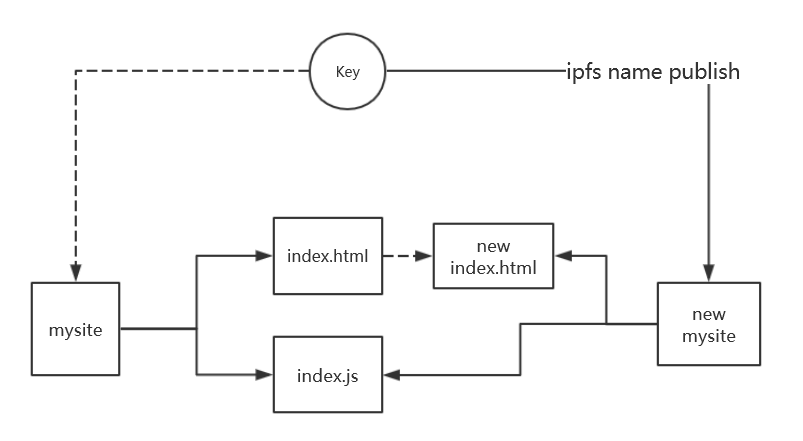 Key
ipfs name publish
index.html
new
index.html
mysite
new
mysite
index.js